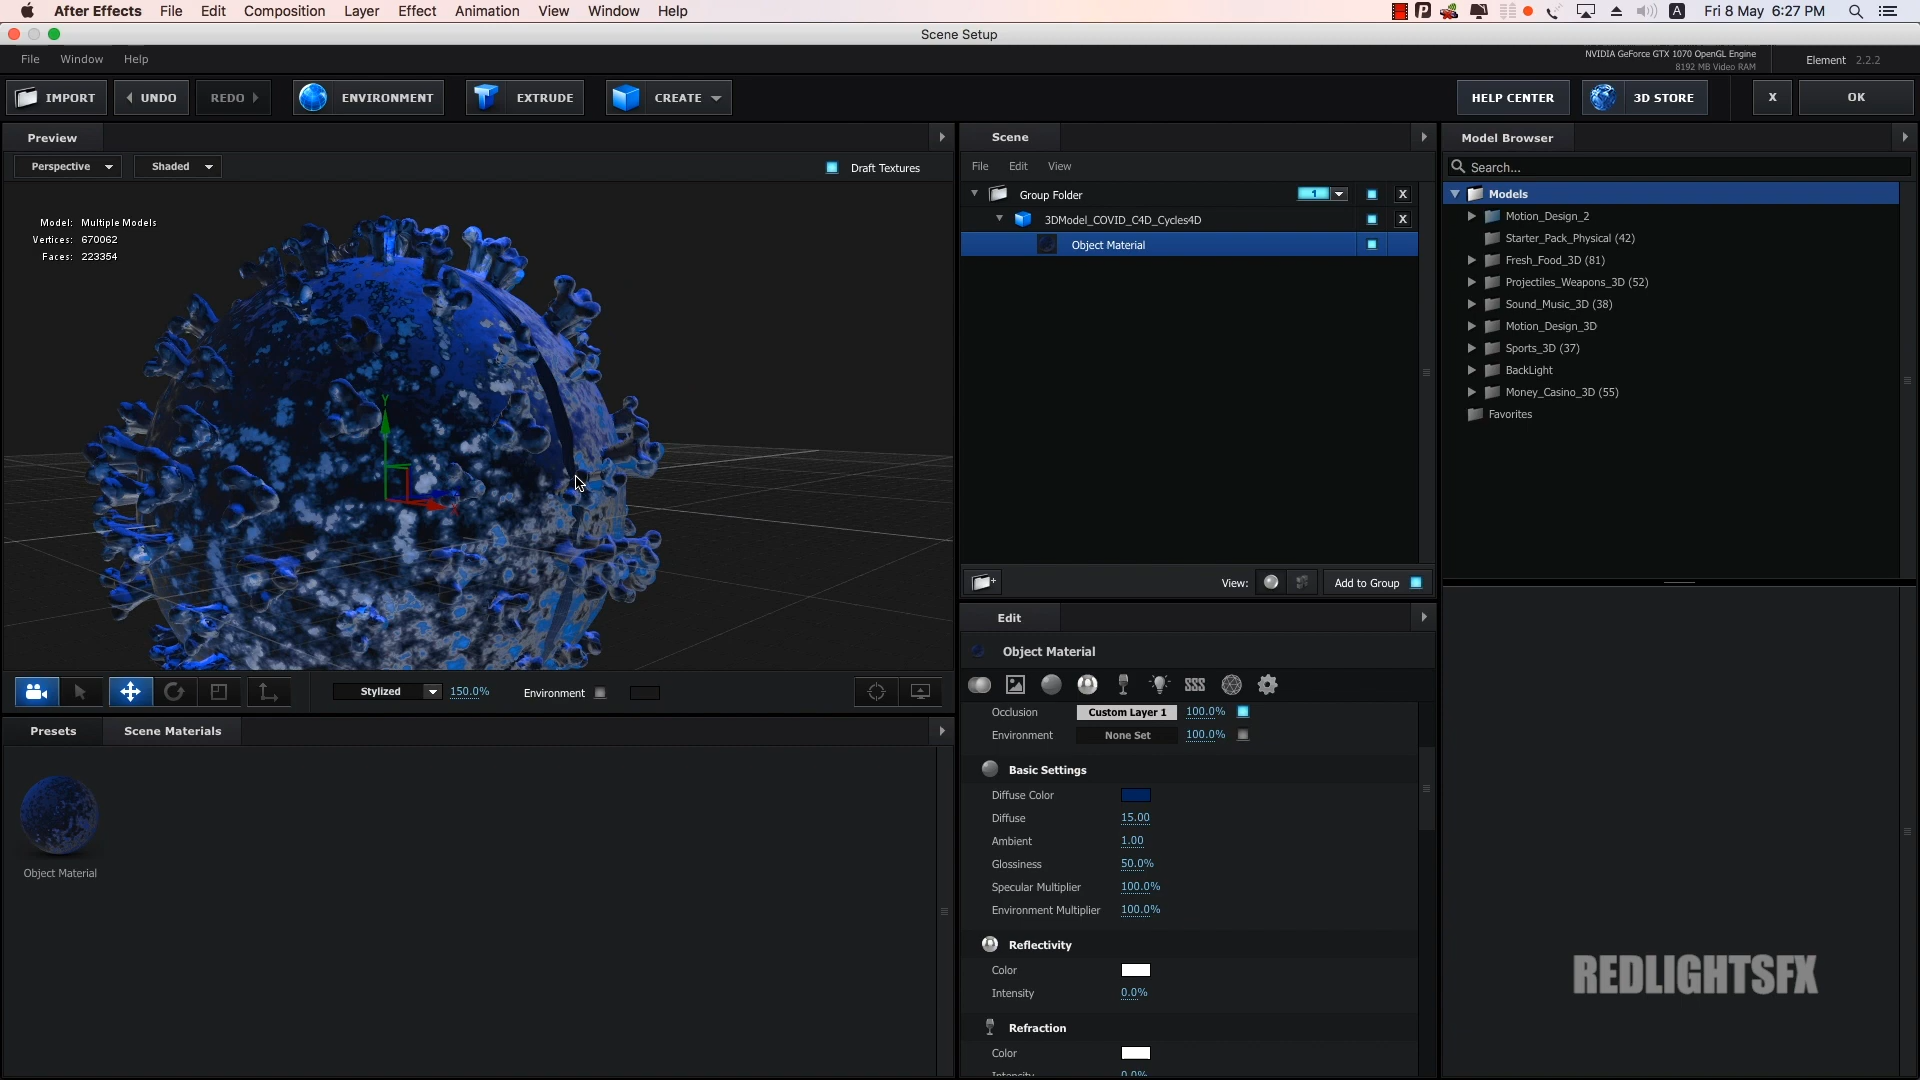 After Effects File Edit Composition Layer Effect Animation View Window Help
Fri 8 May 6:27 PM
Scene Setup
File Window Help
NVIDIA GeForce GTX 1070 OpenGL Engine
8192 MB Video RAM
Element 2.2.2
IMPORT UNDO REDO ENVIRONMENT EXTRUDE CREATE HELP CENTER 3D STORE X OK
Preview
Perspective Shaded Draft Textures
Model: Multiple Models
Vertices: 670062
Faces: 223354
Y
X
Stylized 150.0% Environment
Presets Scene Materials
Object Material
Scene
File Edit View
Group Folder 1 X
3DModel_COVID_C4D_Cycles4D X
Object Material
View: Add to Group
Edit
Object Material
Occlusion Custom Layer 1 100.0%
Environment None Set 100.0%
Basic Settings
Diffuse Color
Diffuse 15.00
Ambient 1.00
Glossiness 50.0%
Specular Multiplier 100.0%
Environment Multiplier 100.0%
Reflectivity
Color
Intensity 0.0%
Refraction
Color
Intensity 0.0%
Model Browser
Search...
Models
Motion_Design_2
Starter_Pack_Physical (42)
Fresh_Food_3D (81)
Projectiles_Weapons_3D (52)
Sound_Music_3D (38)
Motion_Design_3D
Sports_3D (37)
BackLight
Money_Casino_3D (55)
Favorites
REDLIGHTSFX